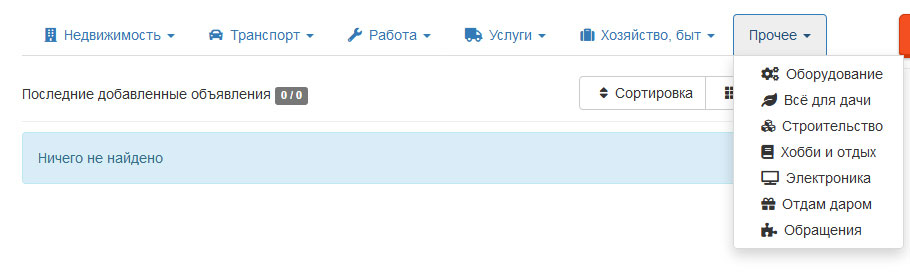 Недвижимость Транспорт Работа Услуги Хозяйство, быт Прочее
Последние добавленные объявления 0 / 0 Сортировка
Ничего не найдено
Оборудование
Всё для дачи
Строительство
Хобби и отдых
Электроника
Отдам даром
Обращения